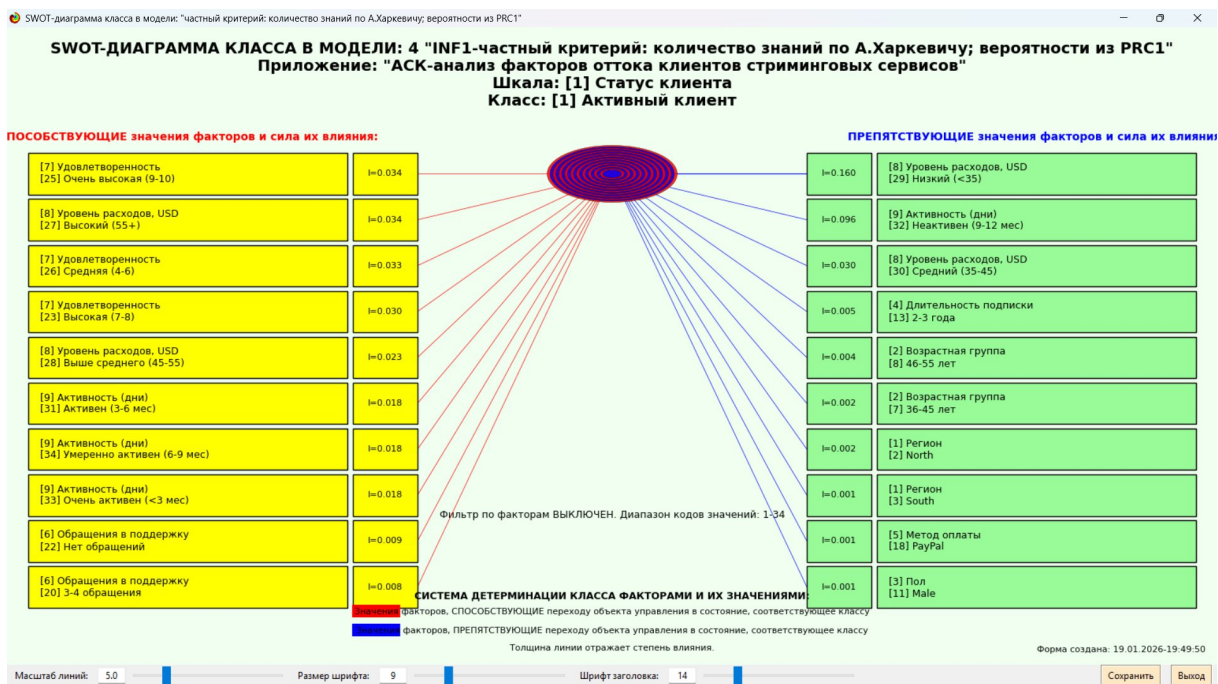 SWOT-диаграмма класса в модели: "частный критерий: количество знаний по А.Харкевичу; вероятности из PRC1"
SWOT-ДИАГРАММА КЛАССА В МОДЕЛИ: 4 "INF1-частный критерий: количество знаний по А.Харкевичу; вероятности из PRC1"
Приложение: "АСК-анализ факторов оттока клиентов стриминговых сервисов"
Шкала: [1] Статус клиента
Класс: [1] Активный клиент
ПОСОБСТВУЮЩИЕ значения факторов и сила их влияния:
[7] Удовлетворенность
[25] Очень высокая (9-10)
I=0.034
[8] Уровень расходов, USD
[27] Высокий (55+)
I=0.034
[7] Удовлетворенность
[26] Средняя (4-6)
I=0.033
[7] Удовлетворенность
[23] Высокая (7-8)
I=0.030
[8] Уровень расходов, USD
[28] Выше среднего (45-55)
I=0.023
[9] Активность (дни)
[31] Активен (3-6 мес)
I=0.018
[9] Активность (дни)
[34] Умеренно активен (6-9 мес)
I=0.018
[9] Активность (дни)
[33] Очень активен (<3 мес)
I=0.018
[6] Обращения в поддержку
[22] Нет обращений
I=0.009
[6] Обращения в поддержку
[20] 3-4 обращения
I=0.008
ПРЕПЯТСТВУЮЩИЕ значения факторов и сила их влияния
I=0.160
[8] Уровень расходов, USD
[29] Низкий (<35)
I=0.096
[9] Активность (дни)
[32] Неактивен (9-12 мес)
I=0.030
[8] Уровень расходов, USD
[30] Средний (35-45)
I=0.005
[4] Длительность подписки
[13] 2-3 года
I=0.004
[2] Возрастная группа
[8] 46-55 лет
I=0.002
[2] Возрастная группа
[7] 36-45 лет
I=0.002
[1] Регион
[2] North
I=0.001
[1] Регион
[3] South
I=0.001
[5] Метод оплаты
[18] PayPal
I=0.001
[3] Пол
[11] Male
Фильтр по факторам ВЫКЛЮЧЕН. Диапазон кодов значений: 1-34
СИСТЕМА ДЕТЕРМИНАЦИИ КЛАССА ФАКТОРАМИ И ИХ ЗНАЧЕНИЯМИ:
Значения факторов, СПОСОБСТВУЮЩИЕ переходу объекта управления в состояние, соответствующее классу
Значения факторов, ПРЕПЯТСТВУЮЩИЕ переходу объекта управления в состояние, соответствующее классу
Толщина линии отражает степень влияния.
Форма создана: 19.01.2026-19:49:50
Масштаб линий: 5.0 Размер шрифта: 9 Шрифт заголовка: 14 Сохранить Выход